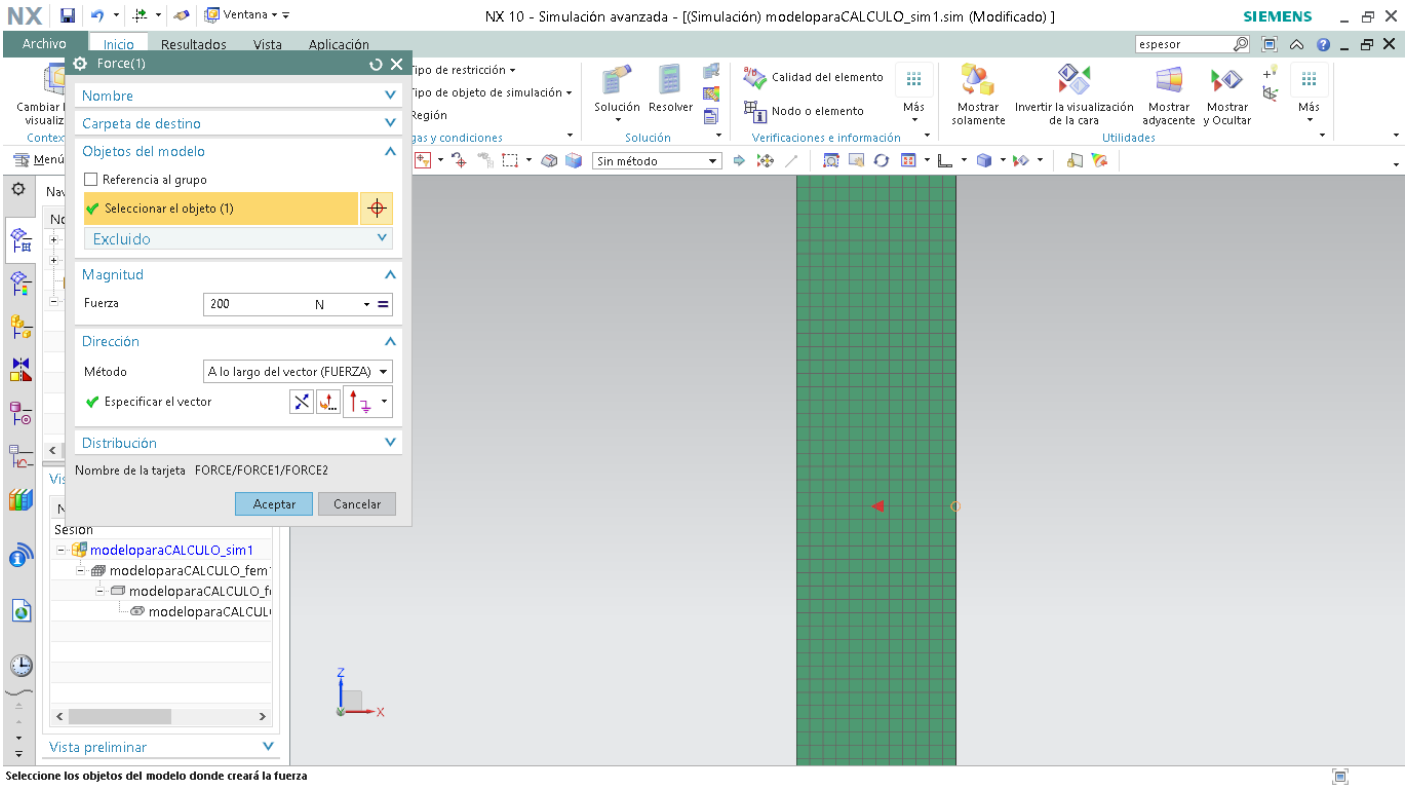 NX Ventana NX 10 - Simulación avanzada - [(Simulación) modeloparaCALCULO_sim1.sim (Modificado) ] SIEMENS
Archivo Inicio Resultados Vista Aplicación espesor
Force(1)
Nombre
Carpeta de destino
Objetos del modelo
Referencia al grupo
Seleccionar el objeto (1)
Excluido
Magnitud
Fuerza 200 N
Dirección
Método A lo largo del vector (FUERZA)
Especificar el vector
Distribución
Nombre de la tarjeta FORCE/FORCE1/FORCE2
Aceptar Cancelar
ipo de restricción
ipo de objeto de simulación
Región
gas y condiciones
Solución Resolver
Solución
Calidad del elemento
Nodo o elemento
Más
Verificaciones e información
Mostrar solamente
Invertir la visualización de la cara
Mostrar adyacente
Mostrar y Ocultar
Más
Utilidades
Cambiar
visualiz
Contex
Menú
Sin método
Nav
Vis
Sesión
modeloparaCALCULO_sim1
modeloparaCALCULO_fem
modeloparaCALCULO_f
modeloparaCALCUL
Vista preliminar
Z
X
Seleccione los objetos del modelo donde creará la fuerza